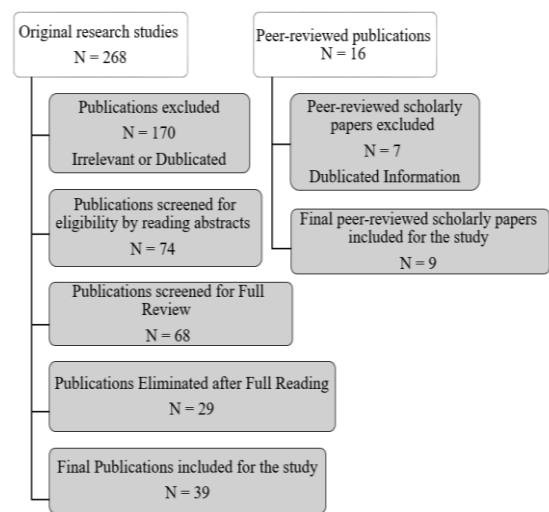 Original research studies
N = 268
Publications excluded
N = 170
Irrelevant or Dublicated
Publications screened for
eligibility by reading abstracts
N = 74
Publications screened for Full
Review
N = 68
Publications Eliminated after Full Reading
N = 29
Final Publications included for the study
N = 39
Peer-reviewed publications
N = 16
Peer-reviewed scholarly
papers excluded
N = 7
Dublicated Information
Final peer-reviewed scholarly papers
included for the study
N = 9